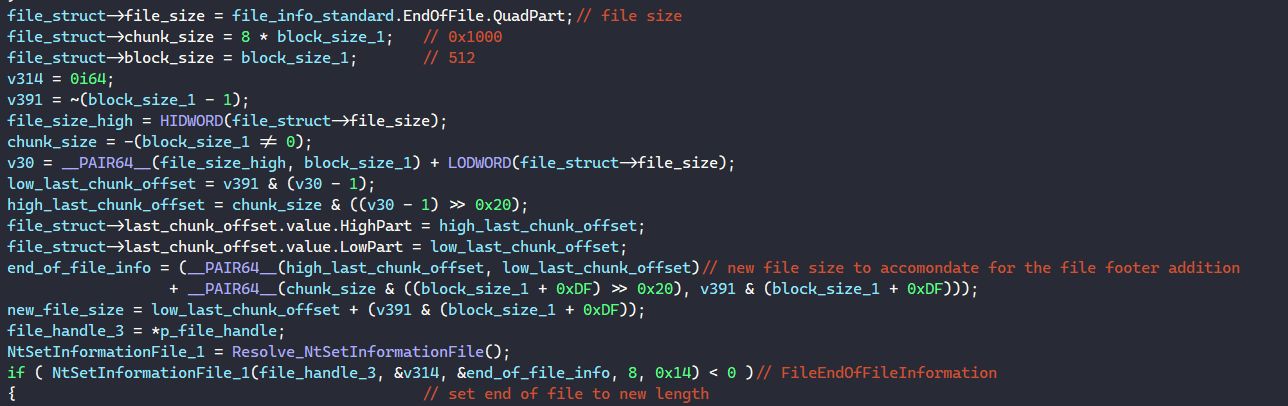 file_struct->file_size = file_info_standard.EndOfFile.QuadPart;// file size
file_struct->chunk_size = 8 * block_size_1;   // 0x1000
file_struct->block_size = block_size_1;       // 512
v314 = 0i64;
v391 = ~(block_size_1 - 1);
file_size_high = HIDWORD(file_struct->file_size);
chunk_size = -(block_size_1 != 0);
v30 = __PAIR64__(file_size_high, block_size_1) + LODWORD(file_struct->file_size);
low_last_chunk_offset = v391 & (v30 - 1);
high_last_chunk_offset = chunk_size & ((v30 - 1) >> 0x20);
file_struct->last_chunk_offset.value.HighPart = high_last_chunk_offset;
file_struct->last_chunk_offset.value.LowPart = low_last_chunk_offset;
end_of_file_info = (__PAIR64__(high_last_chunk_offset, low_last_chunk_offset)// new file size to accomondate for the file footer addition
+ __PAIR64__(chunk_size & ((block_size_1 + 0xDF) >> 0x20), v391 & (block_size_1 + 0xDF)));
new_file_size = low_last_chunk_offset + (v391 & (block_size_1 + 0xDF));
file_handle_3 = *p_file_handle;
NtSetInformationFile_1 = Resolve_NtSetInformationFile();
if ( NtSetInformationFile_1(file_handle_3, &v314, &end_of_file_info, 8, 0x14) < 0 )// FileEndOfFileInformation
{                                             // set end of file to new length